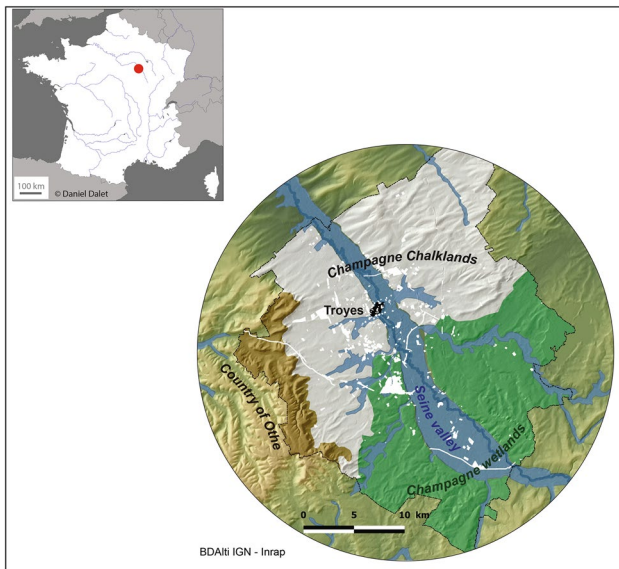 100 km
© Daniel Dalet
Champagne Chalklands
Troyes
Country of Othe
Seine valley
Champagne wetlands
0 5 10 km
BDAlti IGN - Inrap